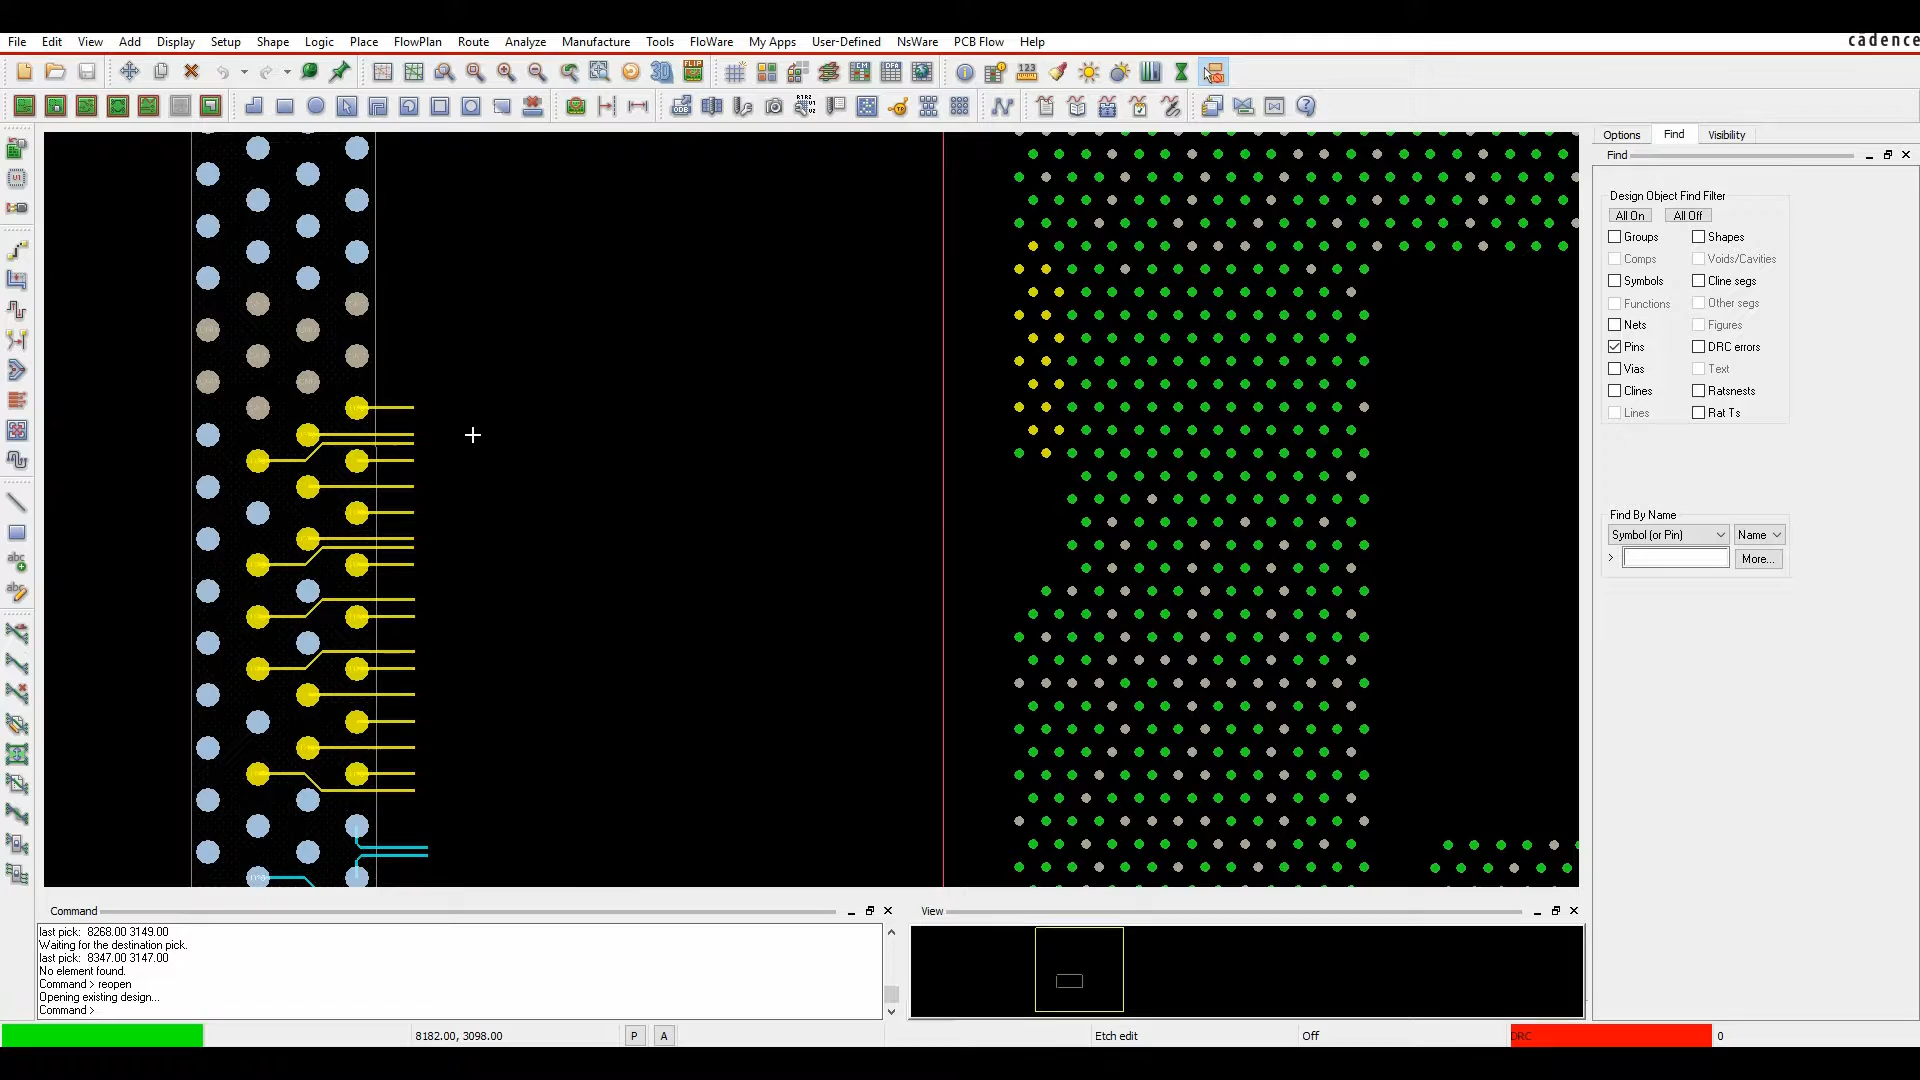 File Edit View Add Display Setup Shape Logic Place FlowPlan Route Analyze Manufacture Tools FloWare My Apps User-Defined NsWare PCB Flow Help
cadence
Options Find Visibility
Find
Design Object Find Filter
All On All Off
Groups Shapes
Comps Voids/Cavities
Symbols Cline segs
Functions Other segs
Nets Figures
Pins DRC errors
Vias Text
Clines Ratsnests
Lines Rat Ts
Find By Name
Symbol (or Pin) Name
> More...
Command
last pick: 8268.00 3149.00
Waiting for the destination pick.
last pick: 8347.00 3147.00
No element found.
Command > reopen
Opening existing design...
Command >
View
8182.00, 3098.00 P A Etch edit Off DRC 0